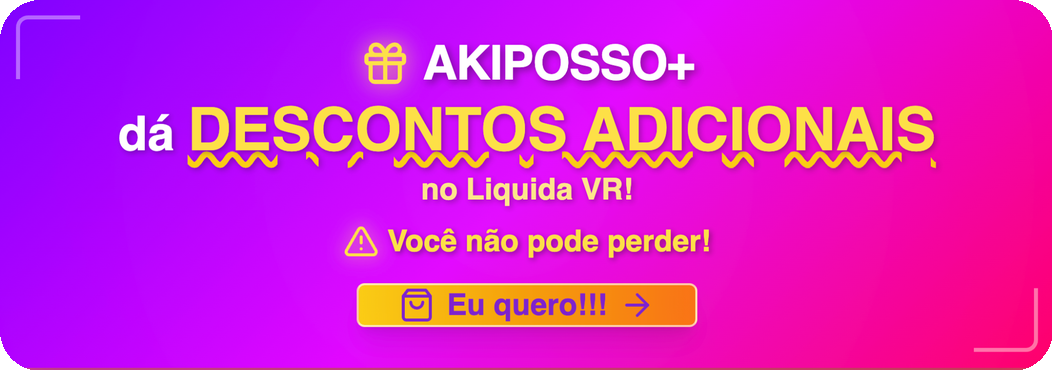 AKIPOSSO+
dá DESCONTOS ADICIONAIS
no Liquida VR!
Você não pode perder!
Eu quero!!!